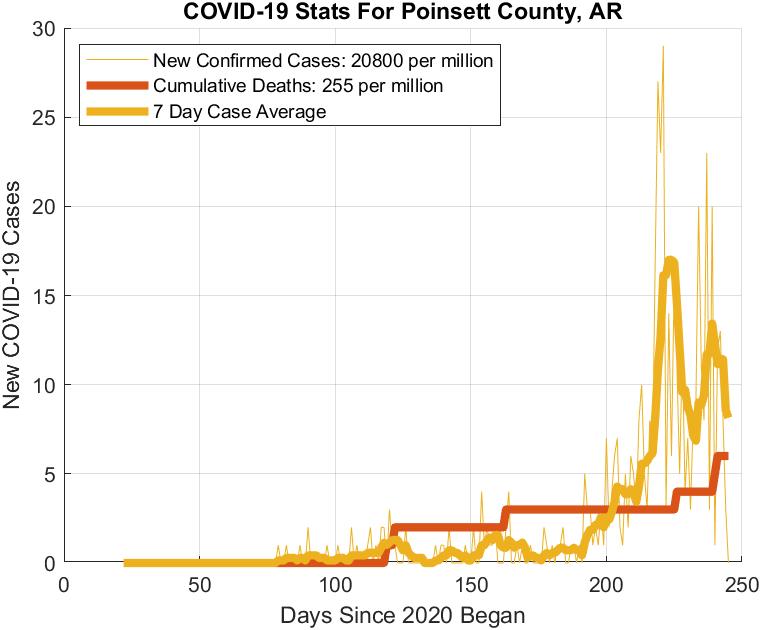 COVID-19 Stats For Poinsett County, AR
30
25
20
15
10
5
0
New COVID-19 Cases
New Confirmed Cases: 20800 per million
Cumulative Deaths: 255 per million
7 Day Case Average
0 50 100 150 200 250
Days Since 2020 Began